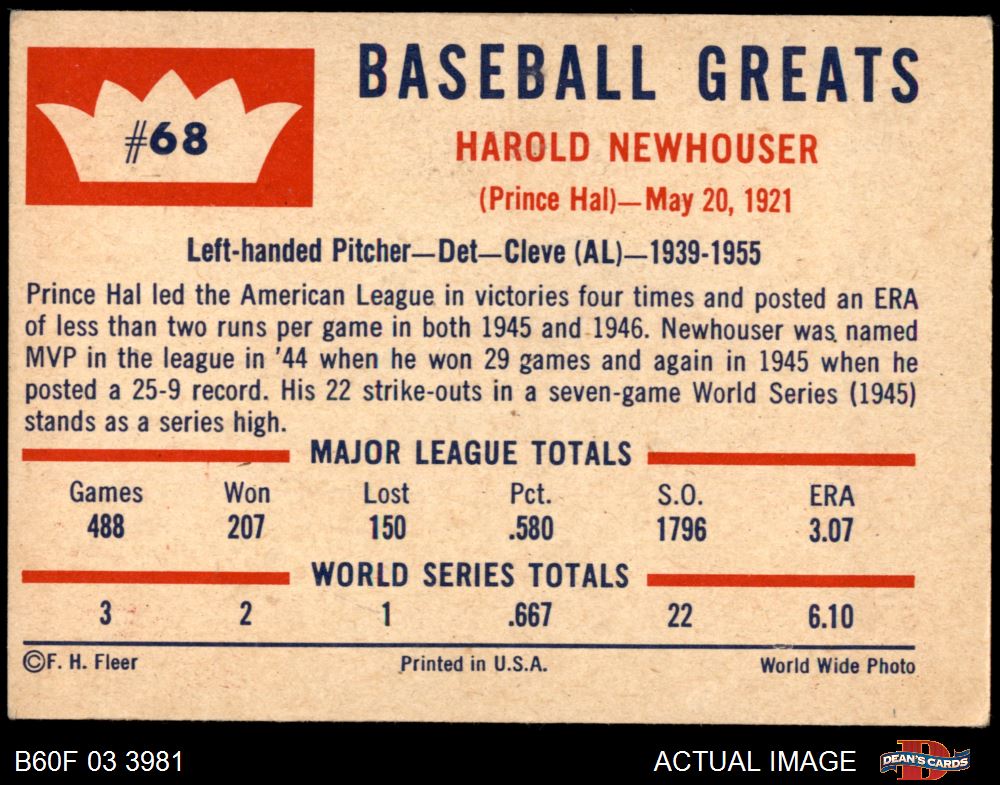 #68
BASEBALL GREATS
HAROLD NEWHOUSER
(Prince Hal)—May 20, 1921
Left-handed Pitcher—Det—Cleve (AL)—1939-1955
Prince Hal led the American League in victories four times and posted an ERA
of less than two runs per game in both 1945 and 1946. Newhouser was named
MVP in the league in '44 when he won 29 games and again in 1945 when he
posted a 25-9 record. His 22 strike-outs in a seven-game World Series (1945)
stands as a series high.
MAJOR LEAGUE TOTALS
Games Won Lost Pct. S.O. ERA
488 207 150 .580 1796 3.07
WORLD SERIES TOTALS
3 2 1 .667 22 6.10
©F. H. Fleer Printed in U.S.A. World Wide Photo
B60F 03 3981 ACTUAL IMAGE DEAN'S CARDS